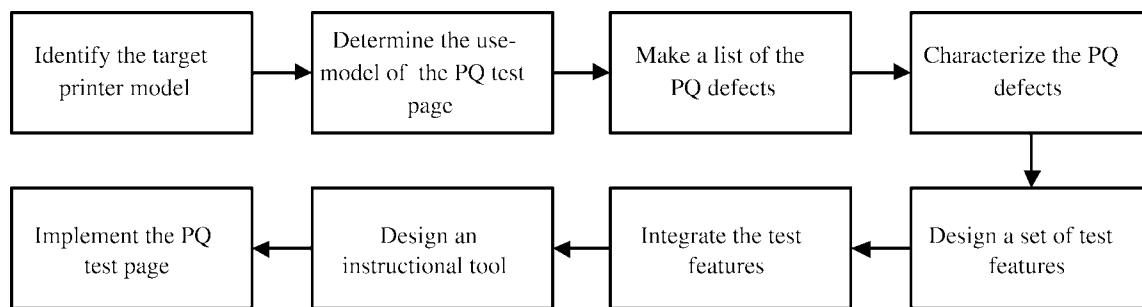 Identify the target
printer model
Determine the use-
model of the PQ test
page
Make a list of the
PQ defects
Characterize the PQ
defects
Implement the PQ
test page
Design an
instructional tool
Integrate the test
features
Design a set of test
features